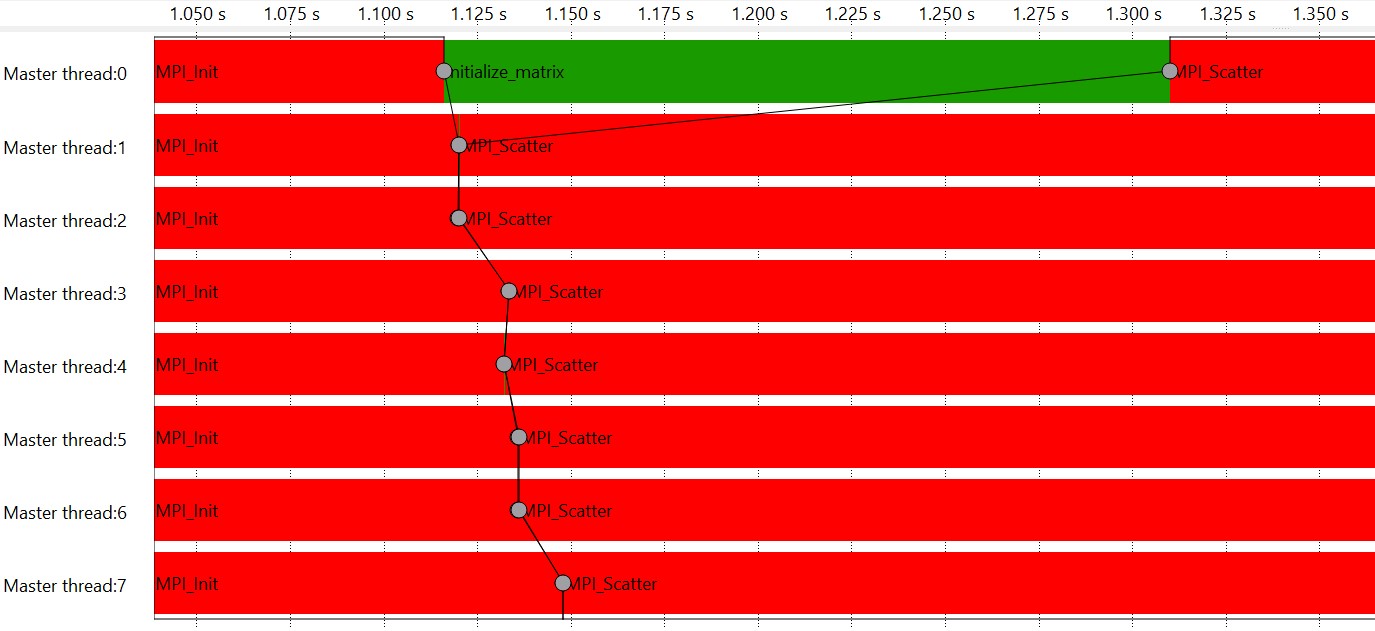 1.050 s 1.075 s 1.100 s 1.125 s 1.150 s 1.175 s 1.200 s 1.225 s 1.250 s 1.275 s 1.300 s 1.325 s 1.350 s
Master thread:0 MPI_Init nitialize_matrix MPI_Scatter
Master thread:1 MPI_Init MPI_Scatter
Master thread:2 MPI_Init MPI_Scatter
Master thread:3 MPI_Init MPI_Scatter
Master thread:4 MPI_Init MPI_Scatter
Master thread:5 MPI_Init MPI_Scatter
Master thread:6 MPI_Init MPI_Scatter
Master thread:7 MPI_Init MPI_Scatter